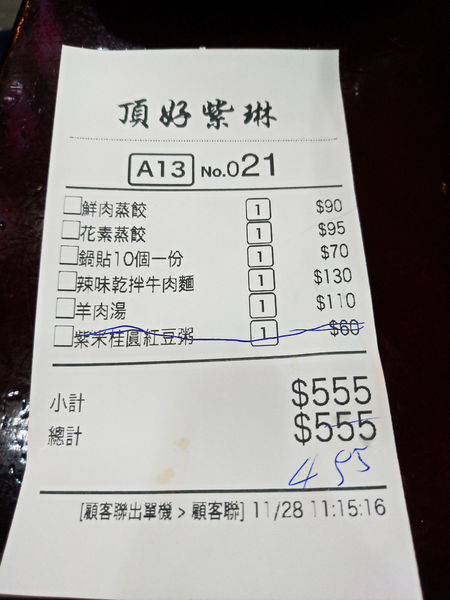 頂好紫琳
A13 No.021
鮮肉蒸餃 1 $90
花素蒸餃 1 $95
鍋貼10個一份 1 $70
辣味乾拌牛肉麵 1 $130
羊肉湯 1 $110
紫米桂圓紅豆粥 1 $60
小計 $555
總計 $555
495
[顧客聯出單機 > 顧客聯] 11/28 11:15:16